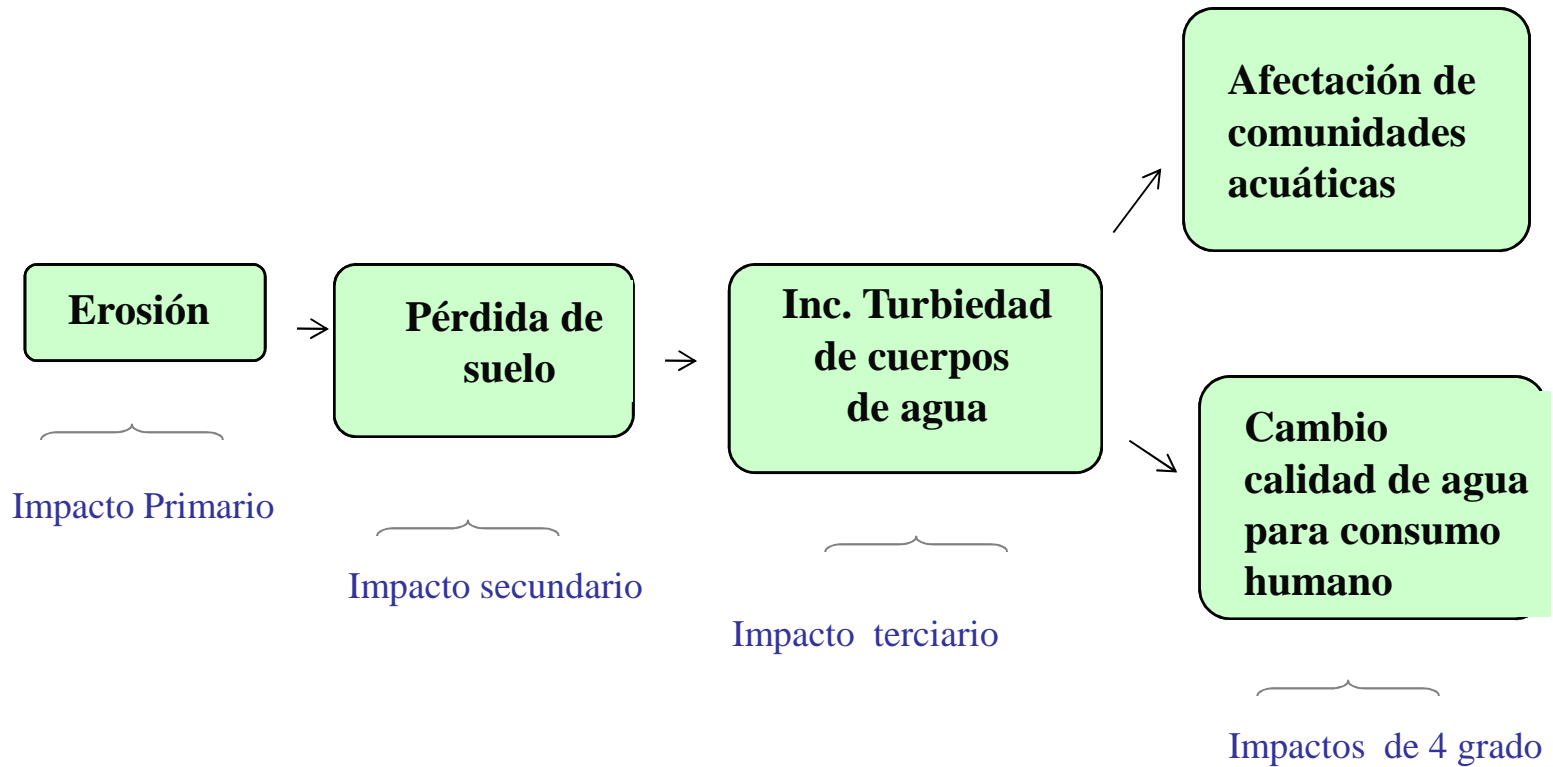 Afectación de
comunidades
acuáticas
Erosión
Pérdida de
suelo
Inc. Turbiedad
de cuerpos
de agua
Cambio
calidad de agua
para consumo
humano
Impacto Primario
Impacto secundario
Impacto terciario
Impactos de 4 grado